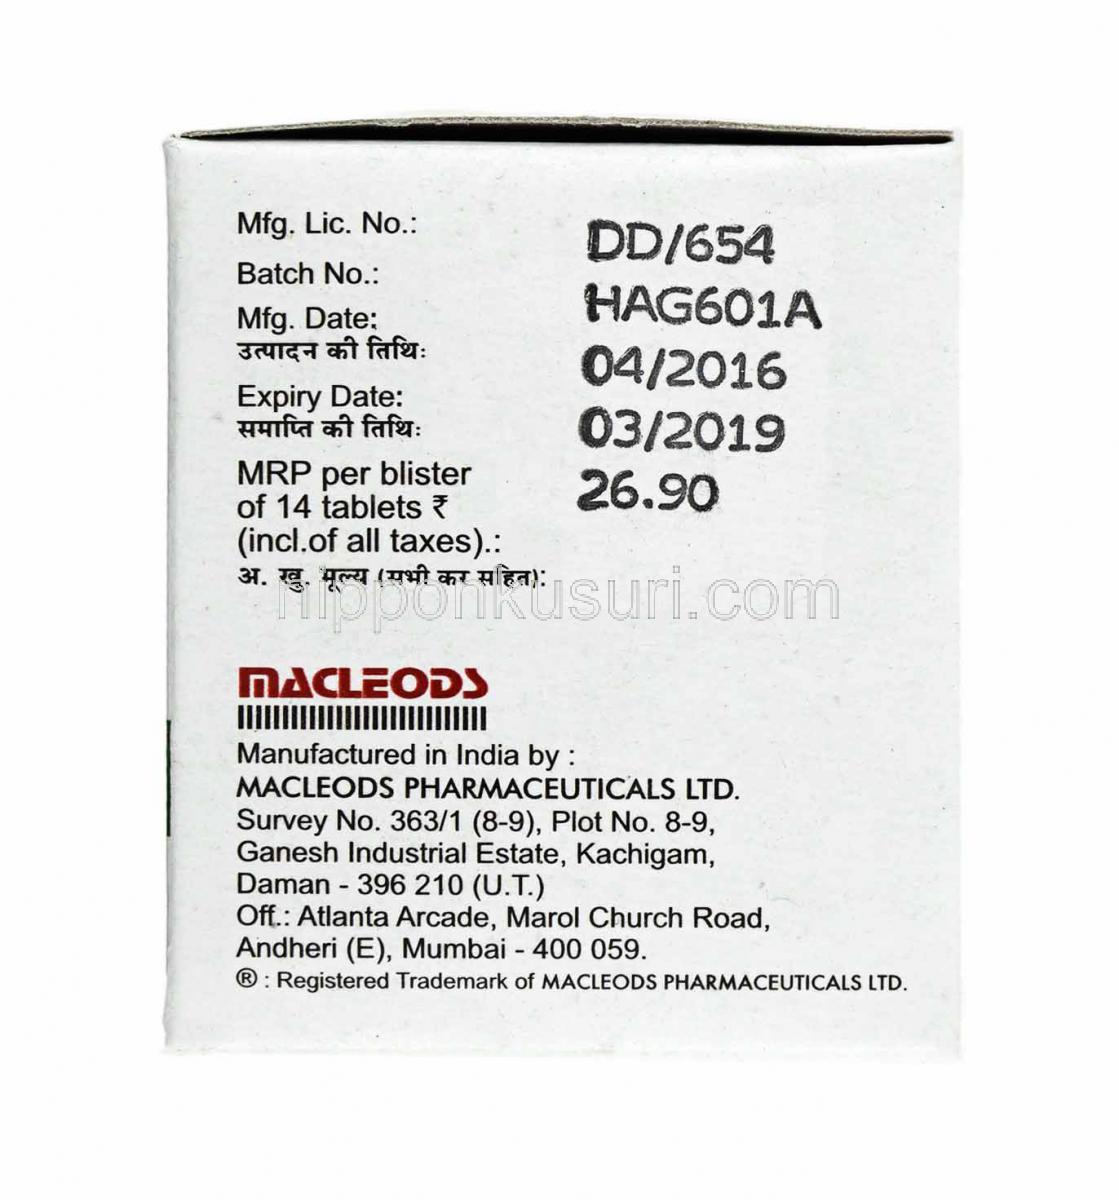 Mfg. Lic. No.: DD/654
Batch No.: HAG601A
Mfg. Date: 04/2016
उत्पादन की तिथि:
Expiry Date: 03/2019
समाप्ति की तिथि:
MRP per blister 26.90
of 14 tablets ₹
(incl.of all taxes).:
अ. खु. मूल्य (सभी कर सहित):
nipponkusuri.com
MACLEODS
Manufactured in India by :
MACLEODS PHARMACEUTICALS LTD.
Survey No. 363/1 (8-9), Plot No. 8-9,
Ganesh Industrial Estate, Kachigam,
Daman - 396 210 (U.T.)
Off.: Atlanta Arcade, Marol Church Road,
Andheri (E), Mumbai - 400 059.
® : Registered Trademark of MACLEODS PHARMACEUTICALS LTD.